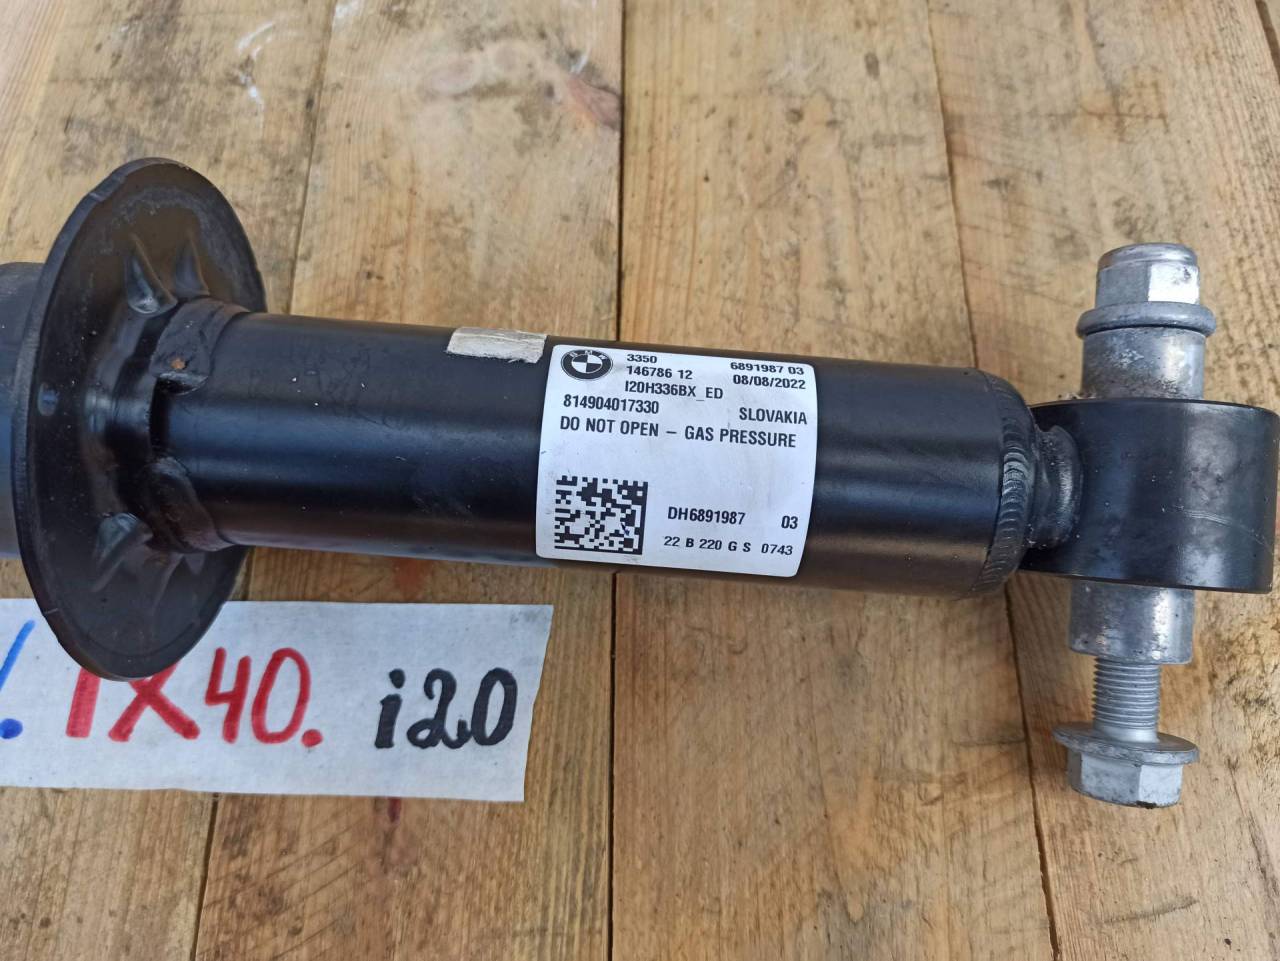 BMW
3350
146786 12 6891987 03
I20H336BX_ED 08/08/2022
814904017330 SLOVAKIA
DO NOT OPEN – GAS PRESSURE
DH6891987 03
22 B 220 G S 0743
iX40. i20